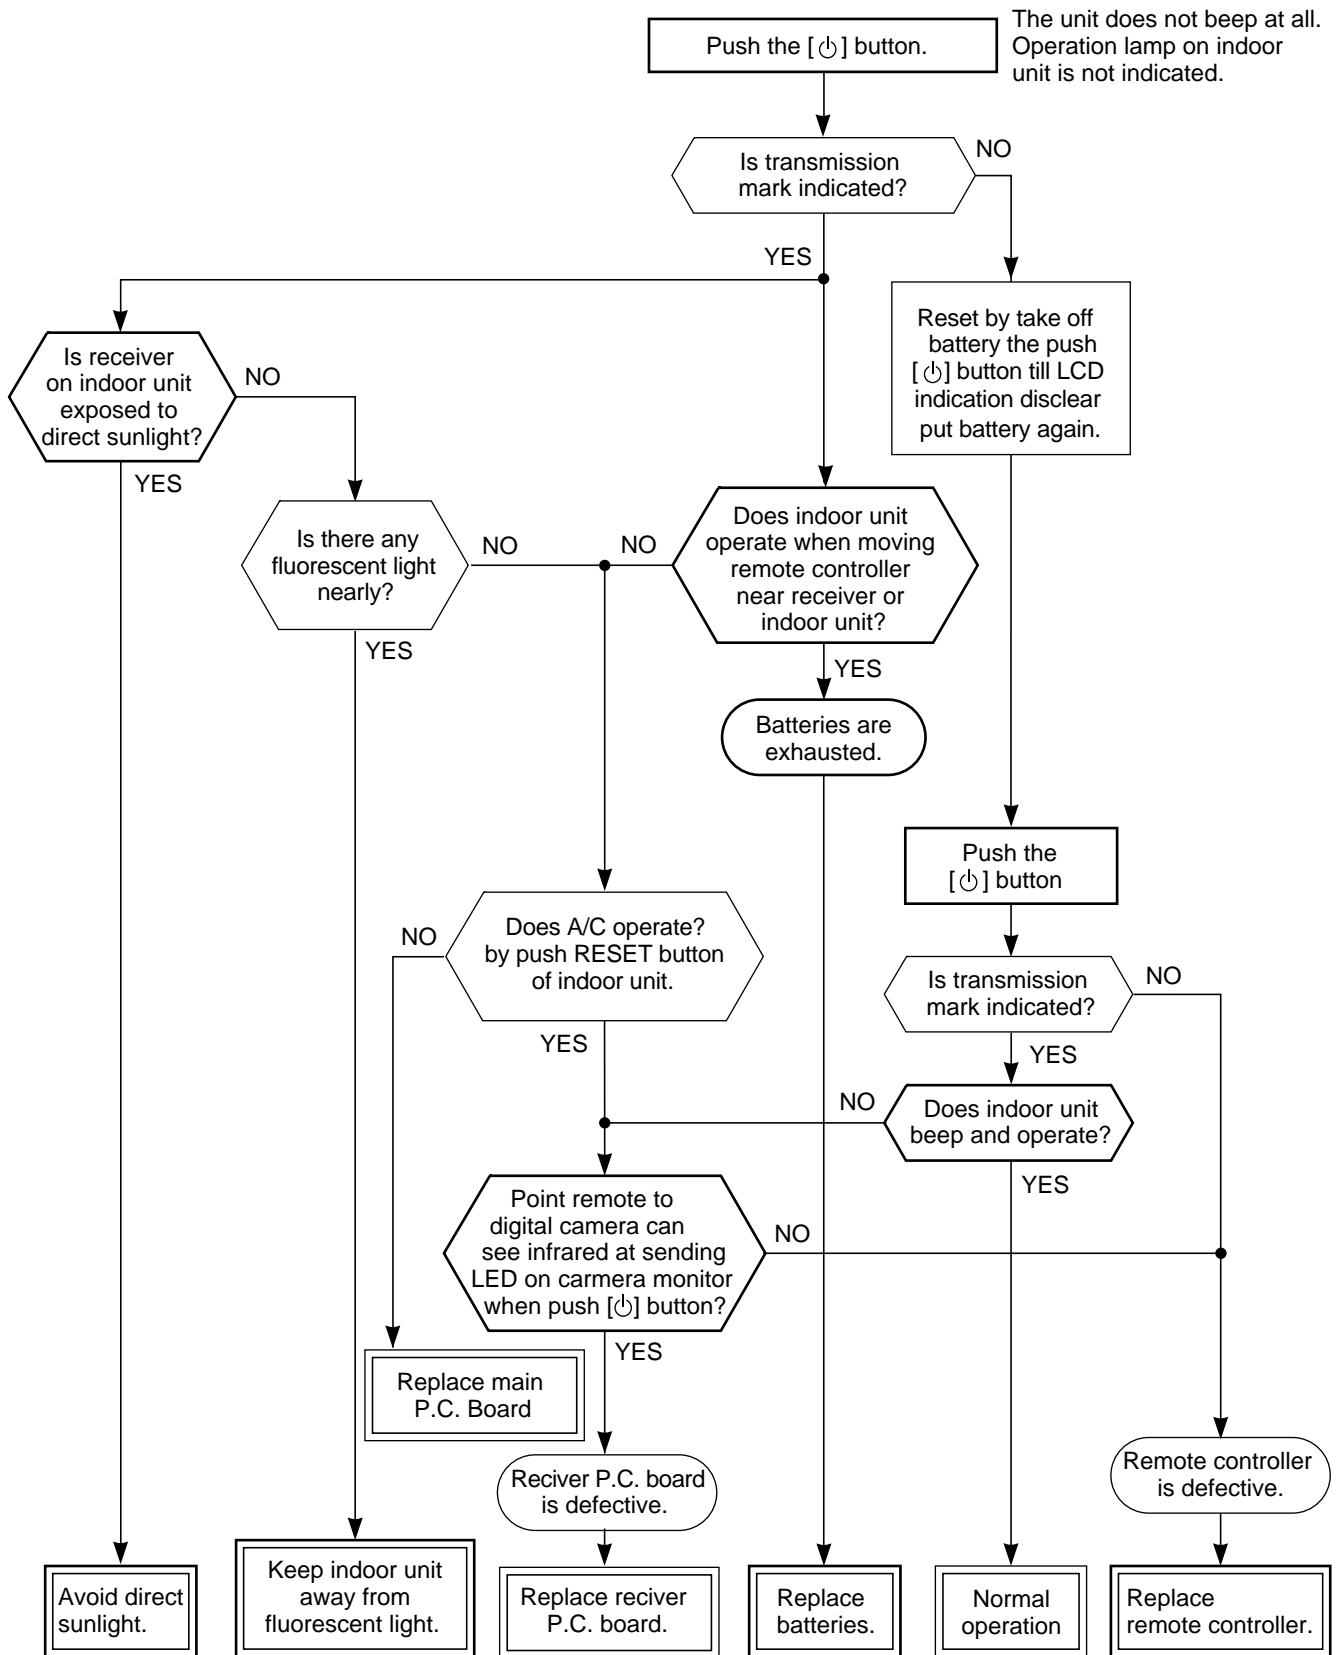 Push the [⏻] button.
The unit does not beep at all.
Operation lamp on indoor
unit is not indicated.
Is transmission
mark indicated?
NO
YES
Is receiver
on indoor unit
exposed to
direct sunlight?
NO
YES
Reset by take off
battery the push
[⏻] button till LCD
indication disclear
put battery again.
Is there any
fluorescent light
nearly?
NO
YES
NO
Does indoor unit
operate when moving
remote controller
near receiver or
indoor unit?
YES
Batteries are
exhausted.
Push the
[⏻] button
Does A/C operate?
by push RESET button
of indoor unit.
NO
YES
Is transmission
mark indicated?
NO
YES
NO
Does indoor unit
beep and operate?
YES
Point remote to
digital camera can
see infrared at sending
LED on carmera monitor
when push [⏻] button?
NO
YES
Replace main
P.C. Board
Reciver P.C. board
is defective.
Remote controller
is defective.
Avoid direct
sunlight.
Keep indoor unit
away from
fluorescent light.
Replace reciver
P.C. board.
Replace
batteries.
Normal
operation
Replace
remote controller.